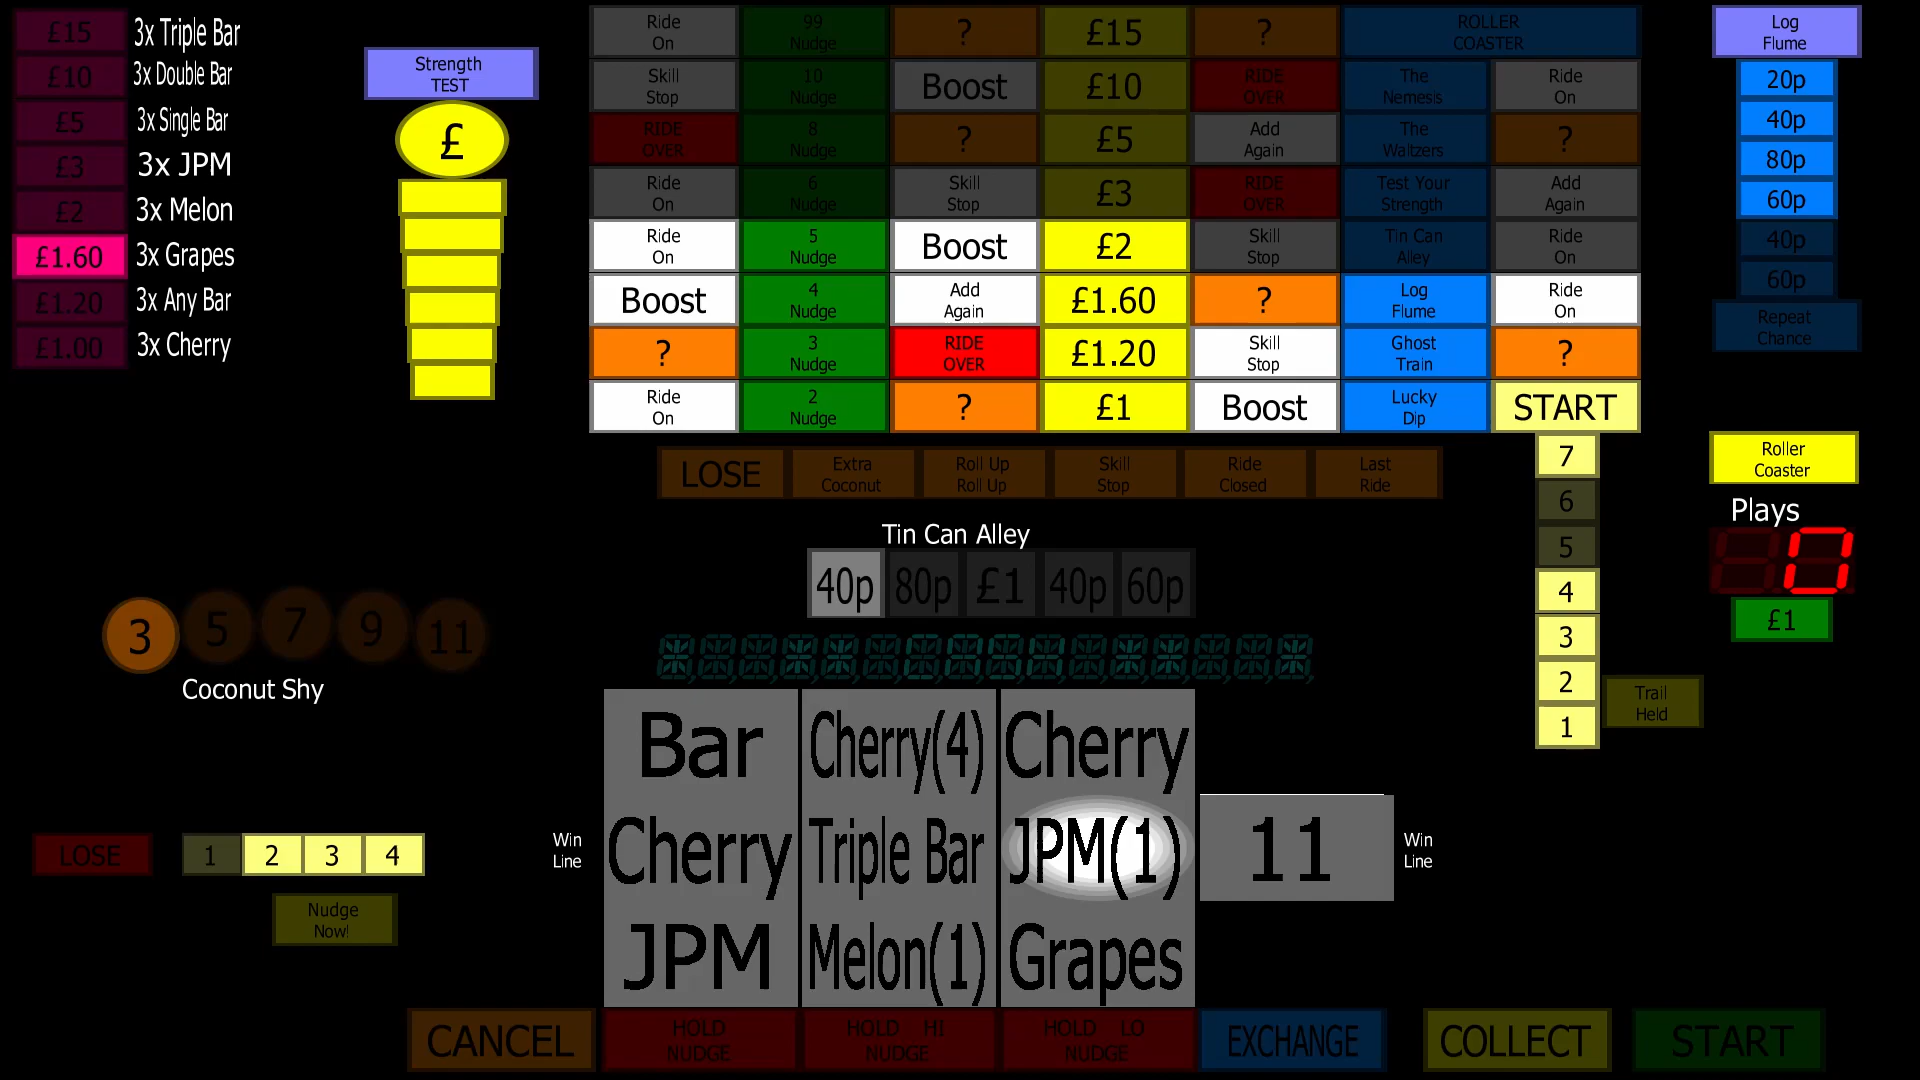 £15 3x Triple Bar
£10 3x Double Bar
£5 3x Single Bar
£3 3x JPM
£2 3x Melon
£1.60 3x Grapes
£1.20 3x Any Bar
£1.00 3x Cherry
Strength
TEST
£
Ride
On
99
Nudge
?
£15
?
ROLLER
COASTER
Skill
Stop
10
Nudge
Boost
£10
RIDE
OVER
The
Nemesis
Ride
On
RIDE
OVER
8
Nudge
?
£5
Add
Again
The
Waltzers
?
Ride
On
6
Nudge
Skill
Stop
£3
RIDE
OVER
Test Your
Strength
Add
Again
Ride
On
5
Nudge
Boost
£2
Skill
Stop
Tin Can
Alley
Ride
On
Boost
4
Nudge
Add
Again
£1.60
?
Log
Flume
Ride
On
?
3
Nudge
RIDE
OVER
£1.20
Skill
Stop
Ghost
Train
?
Ride
On
2
Nudge
?
£1
Boost
Lucky
Dip
START
Log
Flume
20p
40p
80p
60p
40p
60p
Repeat
Chance
LOSE
Extra
Coconut
Roll Up
Roll Up
Skill
Stop
Ride
Closed
Last
Ride
7
6
5
4
3
2
1
Trail
Held
Roller
Coaster
Plays
0
£1
Tin Can Alley
40p 80p £1 40p 60p
3 5 7 9 11
Coconut Shy
LOSE 1 2 3 4
Nudge
Now!
Win
Line
Bar Cherry(4) Cherry
Cherry Triple Bar JPM(1) 11
JPM Melon(1) Grapes
Win
Line
CANCEL
HOLD
NUDGE
HOLD HI
NUDGE
HOLD LO
NUDGE
EXCHANGE
COLLECT
START